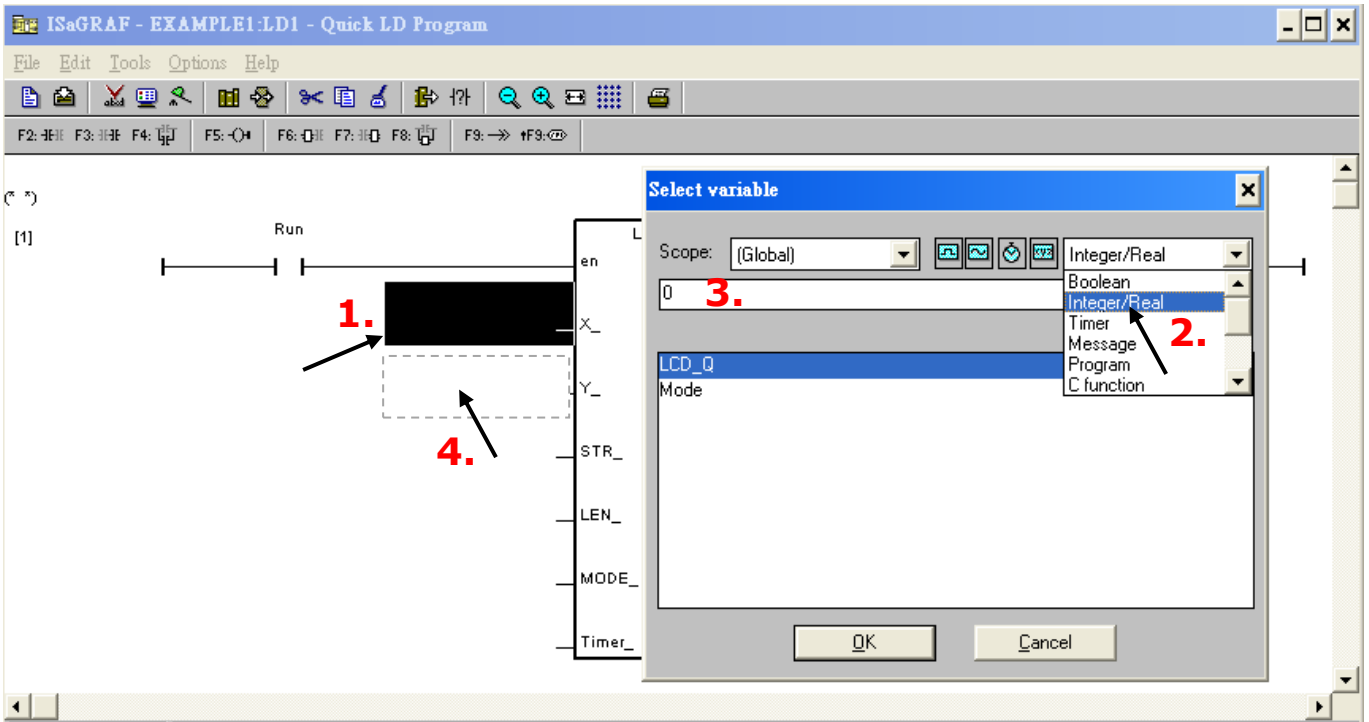 ISaGRAF - EXAMPLE1:LD1 - Quick LD Program
File Edit Tools Options Help
F2: F3: F4: F5: F6: F7: F8: F9: F9:
(* *)
[1]
Run
L
en
X_
Y_
STR_
LEN_
MODE_
Timer_
1.
4.
Select variable
Scope: (Global) xyz Integer/Real
0
3.
Boolean
Integer/Real
Timer
Message
Program
C function
2.
LCD_Q
Mode
OK Cancel